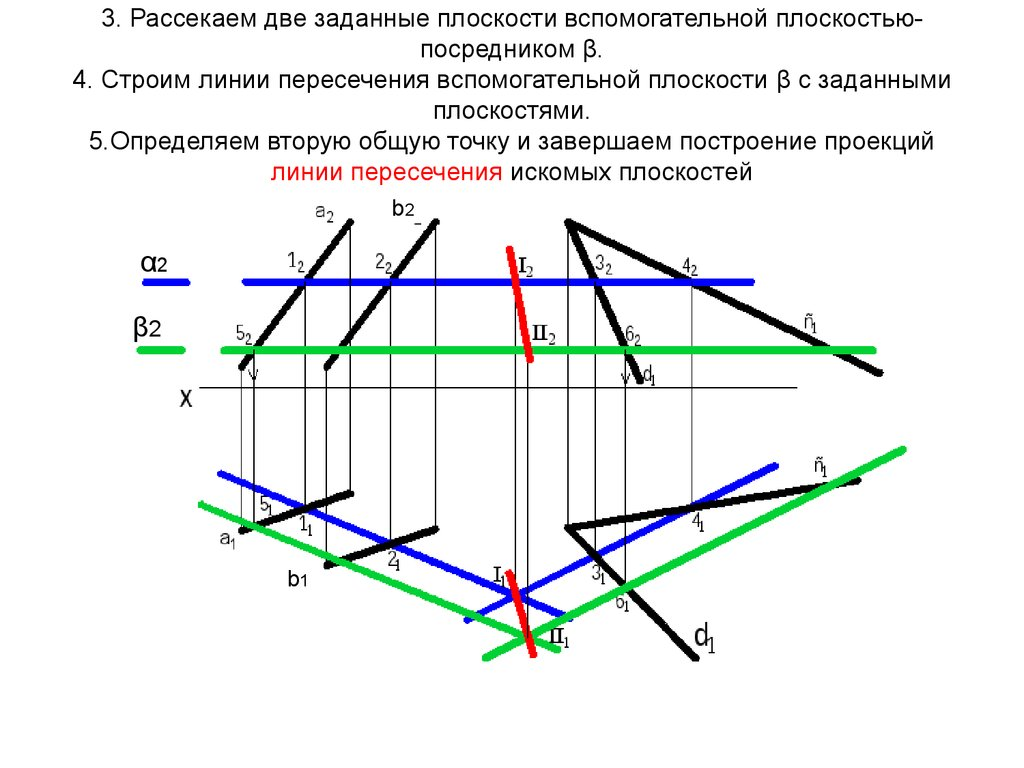 3. Рассекаем две заданные плоскости вспомогательной плоскостью-
посредником β.
4. Строим линии пересечения вспомогательной плоскости β с заданными
плоскостями.
5.Определяем вторую общую точку и завершаем построение проекций
линии пересечения искомых плоскостей
a2 b2_
α2 12 22 I2 32 42
β2 52 II2 62 ñ1
d1
x
ñ1
51 11 41
a1 21
b1 I1 31
61
II1 d1